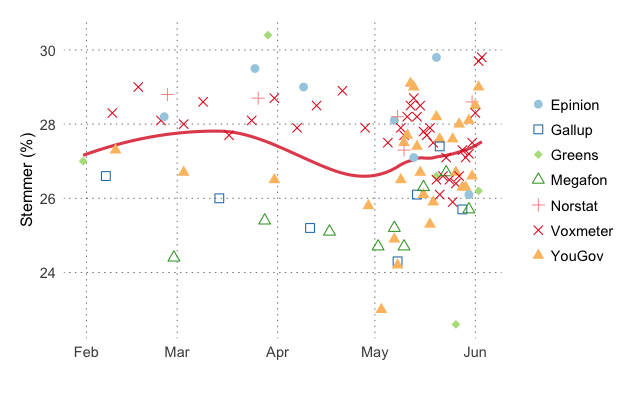 Stemmer (%)
30
28
26
24
Feb
Mar
Apr
May
Jun
Epinion
Gallup
Greens
Megafon
Norstat
Voxmeter
YouGov